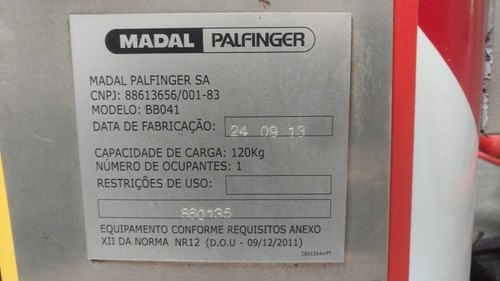 MADAL PALFINGER
MADAL PALFINGER SA
CNPJ: 88613656/001-83
MODELO: BB041
DATA DE FABRICAÇÃO: 24 09 13
CAPACIDADE DE CARGA: 120Kg
NÚMERO DE OCUPANTES: 1
RESTRIÇÕES DE USO:
860135
EQUIPAMENTO CONFORME REQUISITOS ANEXO
XII DA NORMA NR12 (D.O.U - 09/12/2011)